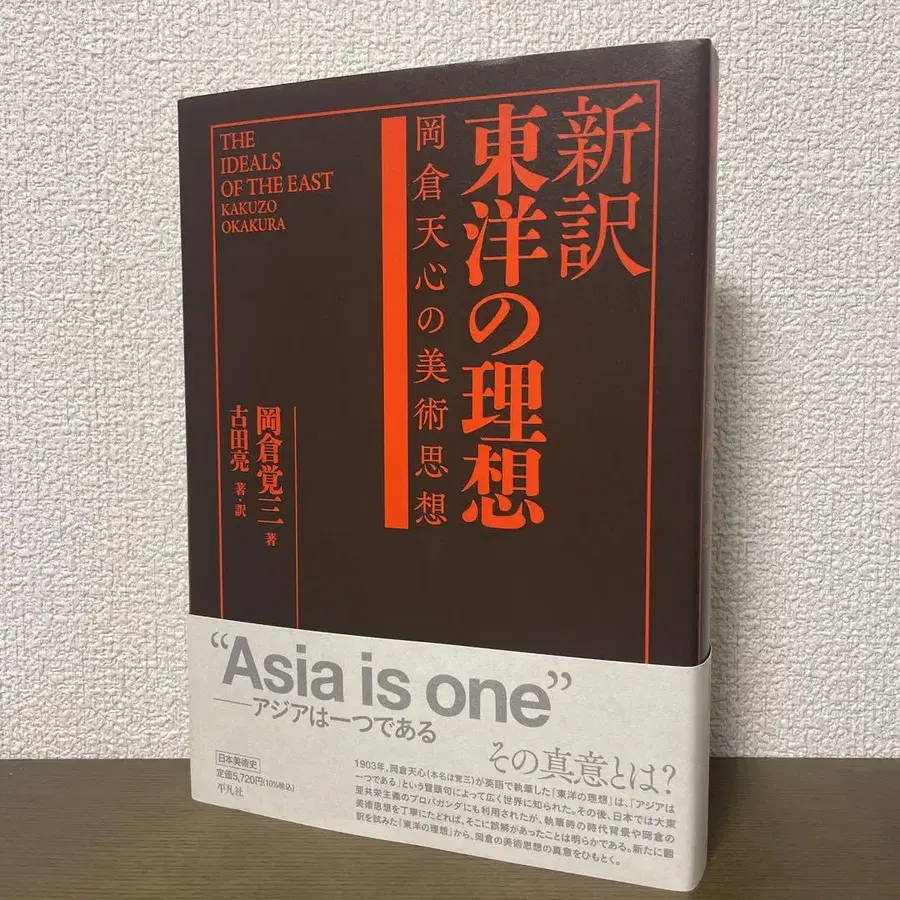 新訳
東洋の理想
岡倉天心の美術思想
THE
IDEALS
OF THE EAST
KAKUZO
OKAKURA
岡倉覚三 著
古田亮 著・訳
“Asia is one”
──アジアは一つである
その真意とは?
日本美術史
定価5,720円(10%税込)
平凡社
1903年、岡倉天心(本名は覚三)が英語で執筆した『東洋の理想』は、「アジアは
一つである」という冒頭句によって広く世界に知られた。その後、日本では大東
亜共栄主義のプロパガンダにも利用されたが、執筆時の時代背景や岡倉の
美術思想を丁寧にたどれば、そこに誤解があったことは明らかである。新たに翻
訳を試みた『東洋の理想』から、岡倉の美術思想の真意をひもとく。